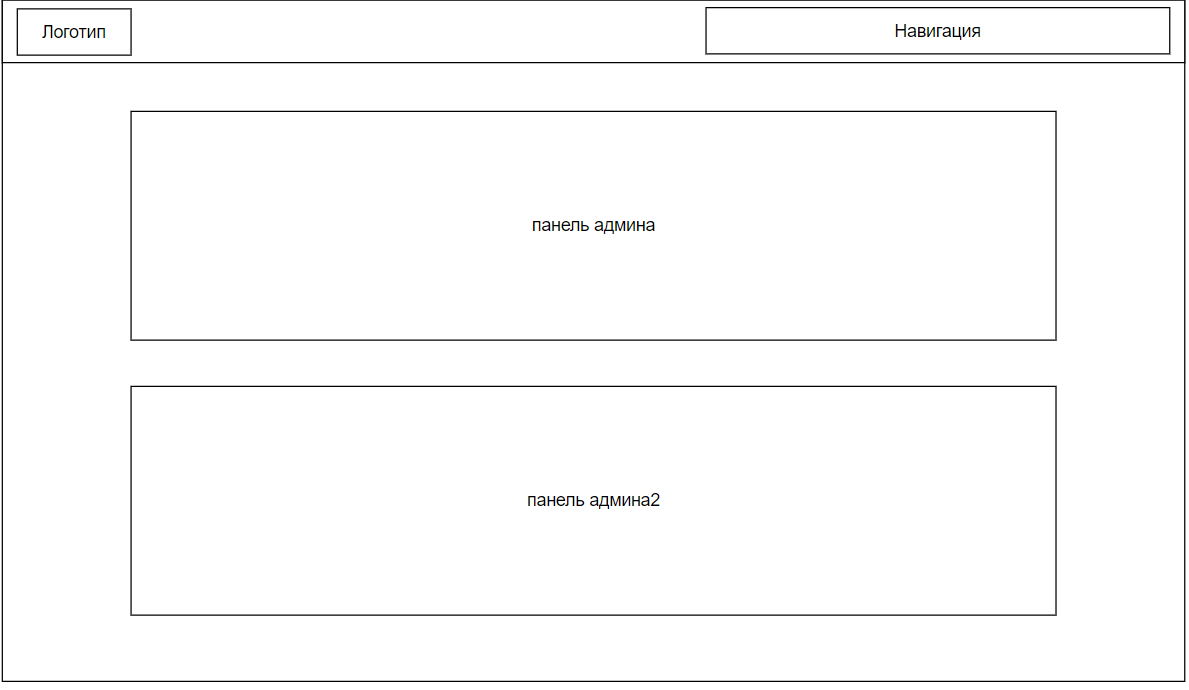 Логотип
Навигация
панель админа
панель админа2